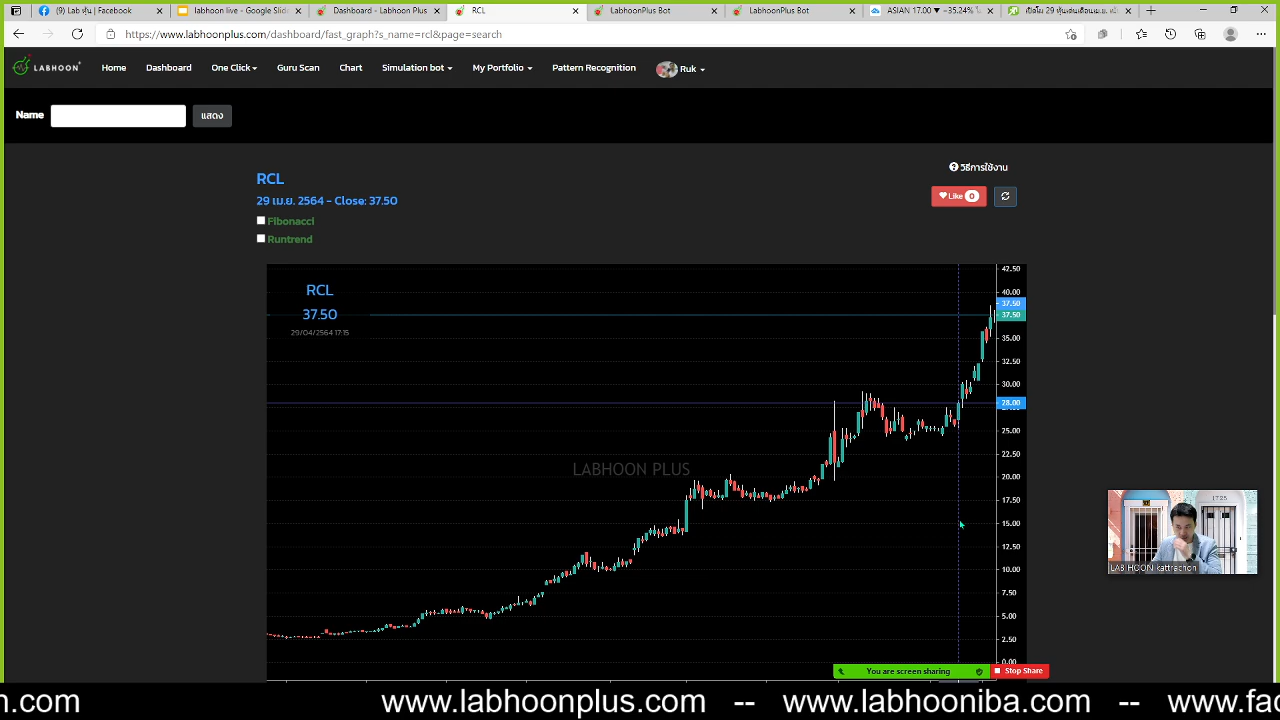 (9) Lab หุ้น | Facebook
labhoon live - Google Slide
Dashboard - Labhoon Plus
RCL
LabhoonPlus Bot
LabhoonPlus Bot
ASIAN 17.00 ▼ −35.24%
https://www.labhoonplus.com/dashboard/fast_graph?s_name=rcl&page=search
LABHOON+
Home
Dashboard
One Click
Guru Scan
Chart
Simulation bot
My Portfolio
Pattern Recognition
Ruk
Name
แสดง
RCL
วิธีการใช้งาน
29 เม.ย. 2564 - Close: 37.50
Like 0
Fibonacci
Runtrend
RCL
37.50
29/04/2564 17:15
42.50
40.00
37.50
37.50
35.00
32.50
30.00
28.00
25.00
22.50
20.00
17.50
15.00
12.50
10.00
7.50
5.00
2.50
0.00
LABHOON PLUS
1725
LAB HOON kattrachon
You are screen sharing
Stop Share
n.com -- www.labhoonplus.com -- www.labhooniba.com -- www.fac